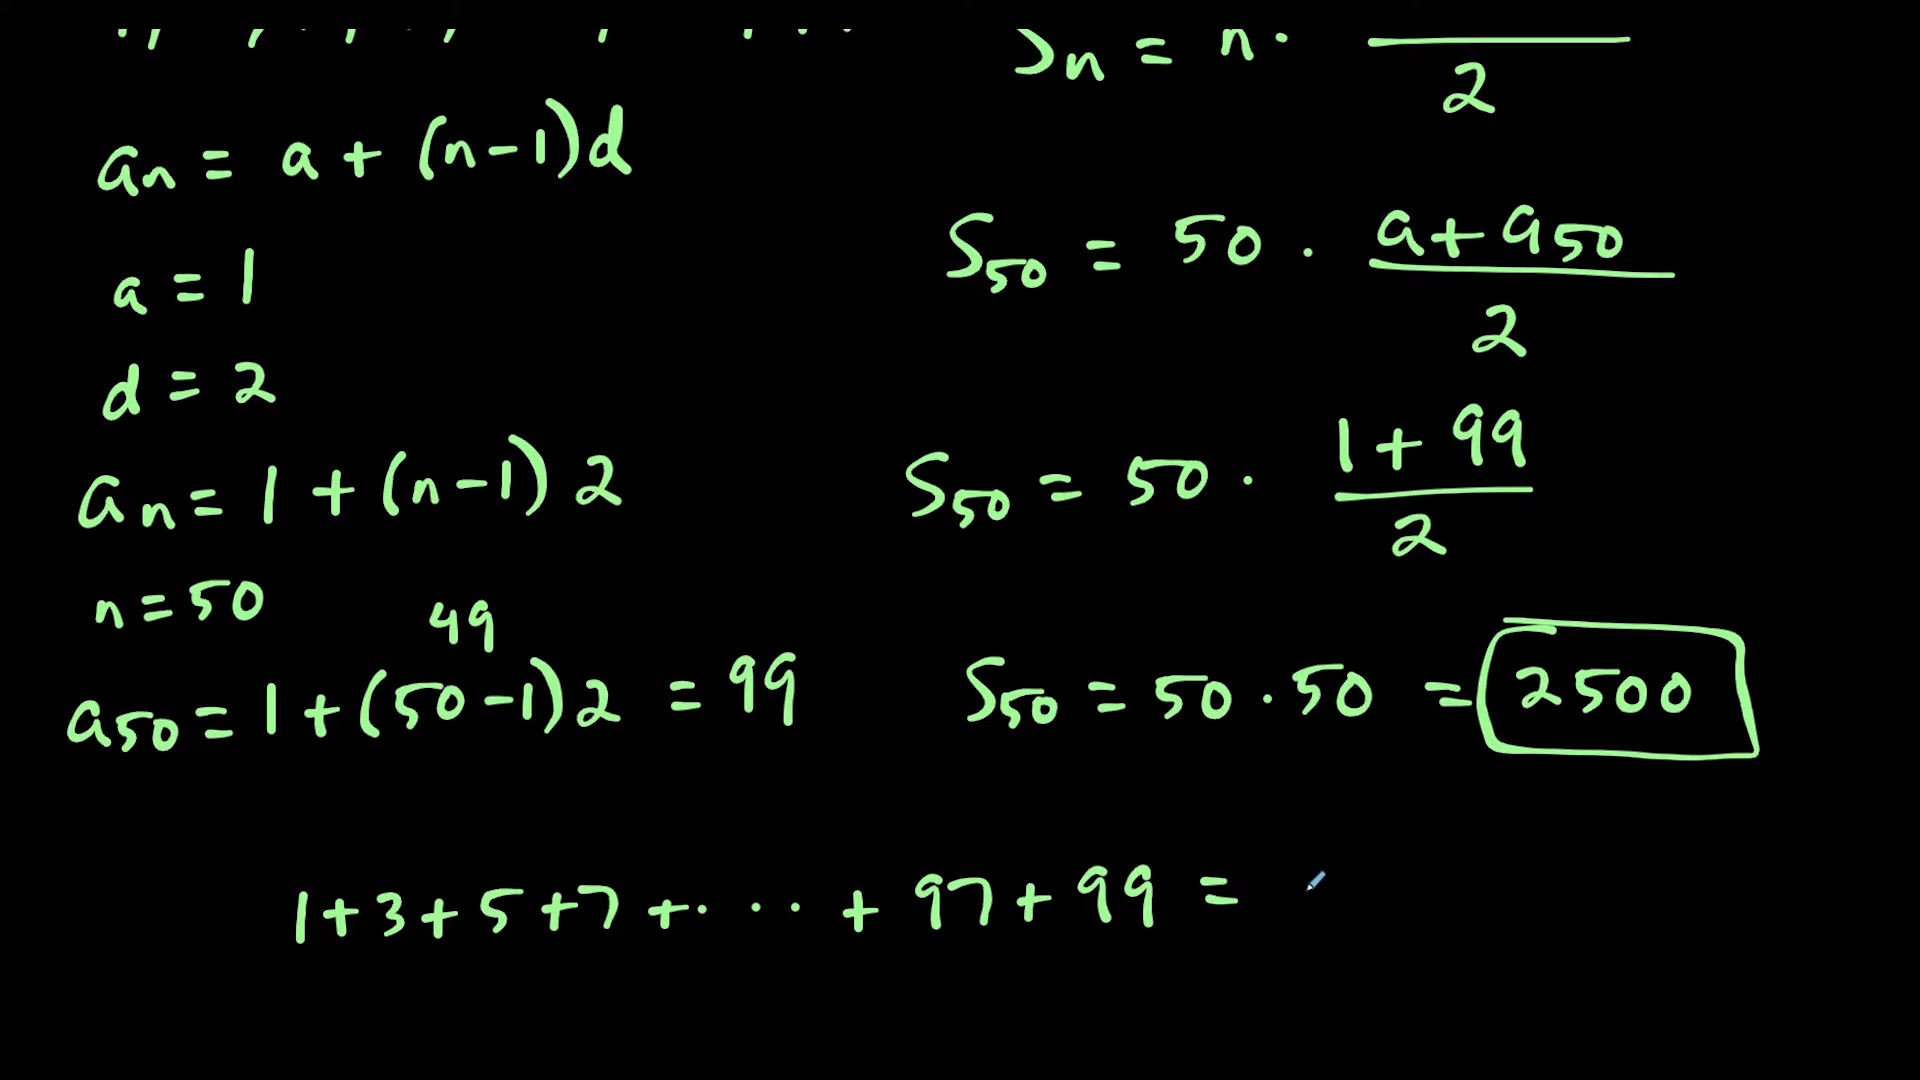 aₙ = a + (n-1)d
a = 1
d = 2
aₙ = 1 + (n-1) 2
n = 50
49
a₅₀ = 1 + (50-1) 2 = 99
Sₙ = n · ―
2
S₅₀ = 50 · a + a₅₀
2
S₅₀ = 50 · 1 + 99
2
S₅₀ = 50 · 50 = 2500
1 + 3 + 5 + 7 + · · · + 97 + 99 =